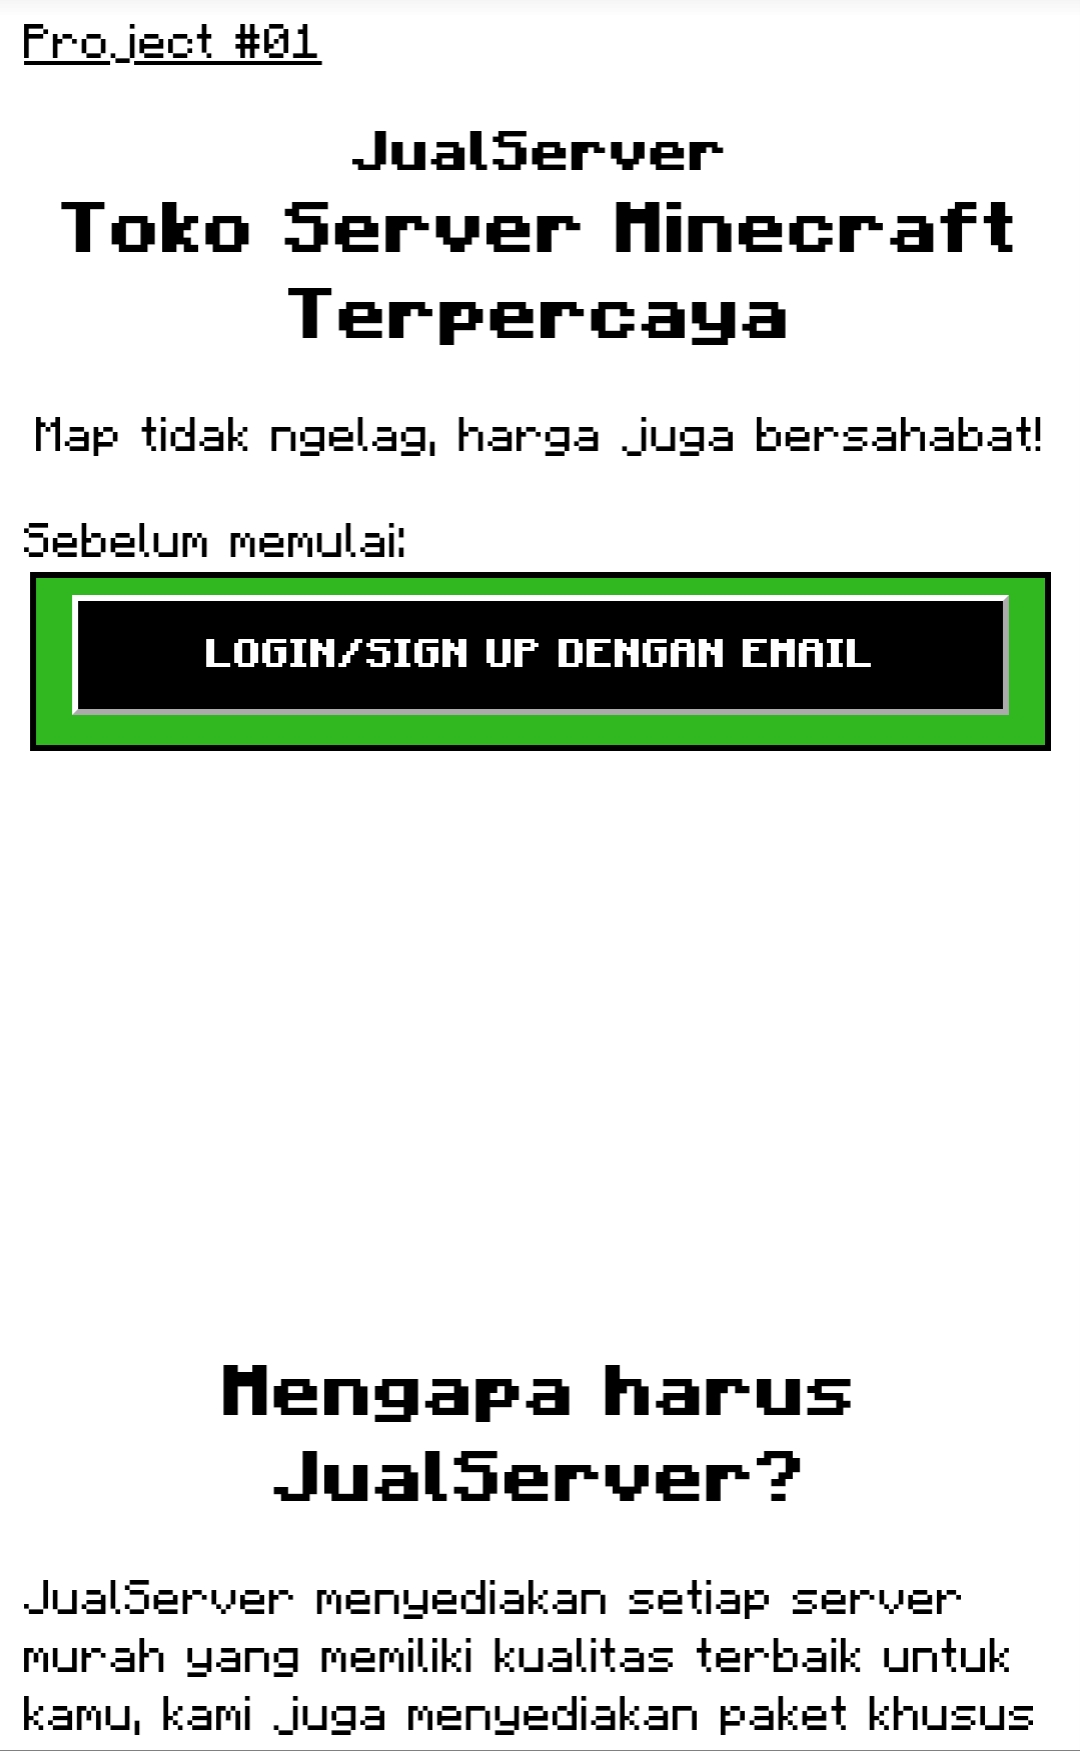 Project #01
JualServer
Toko Server Minecraft
Terpercaya
Map tidak ngelag, harga juga bersahabat!
Sebelum memulai:
LOGIN/SIGN UP DENGAN EMAIL
Mengapa harus
JualServer?
JualServer menyediakan setiap server
murah yang memiliki kualitas terbaik untuk
kamu, kami juga menyediakan paket khusus